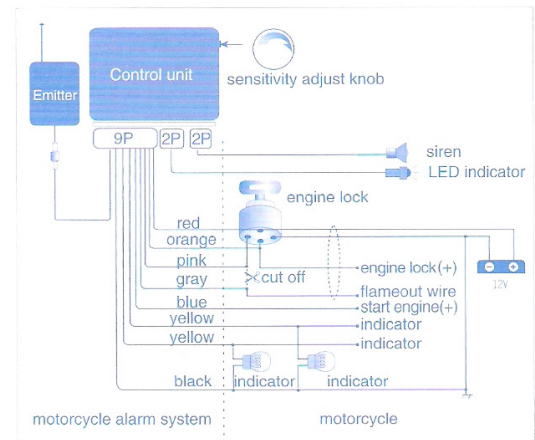 Control unit
sensitivity adjust knob
Emitter
9P
2P
2P
siren
LED indicator
engine lock
red
orange
pink
engine lock(+)
cut off
12V
gray
flameout wire
blue
start engine(+)
yellow
indicator
yellow
indicator
black
indicator
indicator
motorcycle alarm system
motorcycle